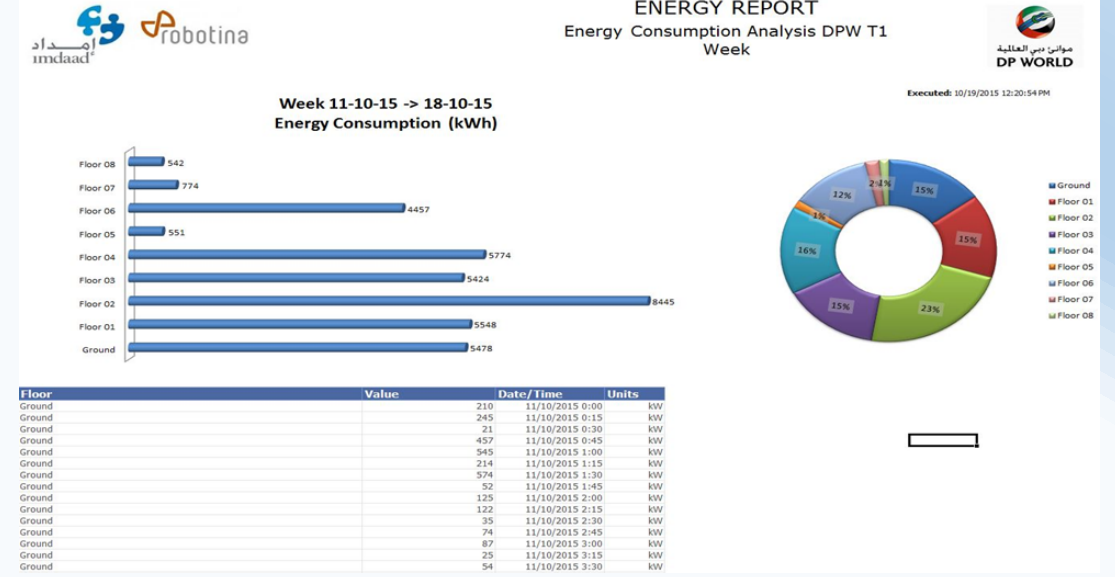 إمداد
imdaad
robotina
ENERGY REPORT
Energy Consumption Analysis DPW T1
Week
موانئ دبي العالمية
DP WORLD
Executed: 10/19/2015 12:20:54 PM
Week 11-10-15 -> 18-10-15
Energy Consumption (kWh)
Floor 08 542
Floor 07 774
Floor 06 4457
Floor 05 551
Floor 04 5774
Floor 03 5424
Floor 02 8445
Floor 01 5548
Ground 5478
15%
15%
23%
15%
16%
1%
12%
2%
1%
Ground
Floor 01
Floor 02
Floor 03
Floor 04
Floor 05
Floor 06
Floor 07
Floor 08
Floor Value Date/Time Units
Ground 210 11/10/2015 0:00 kW
Ground 245 11/10/2015 0:15 kW
Ground 21 11/10/2015 0:30 kW
Ground 457 11/10/2015 0:45 kW
Ground 545 11/10/2015 1:00 kW
Ground 214 11/10/2015 1:15 kW
Ground 574 11/10/2015 1:30 kW
Ground 52 11/10/2015 1:45 kW
Ground 125 11/10/2015 2:00 kW
Ground 122 11/10/2015 2:15 kW
Ground 35 11/10/2015 2:30 kW
Ground 74 11/10/2015 2:45 kW
Ground 87 11/10/2015 3:00 kW
Ground 25 11/10/2015 3:15 kW
Ground 54 11/10/2015 3:30 kW